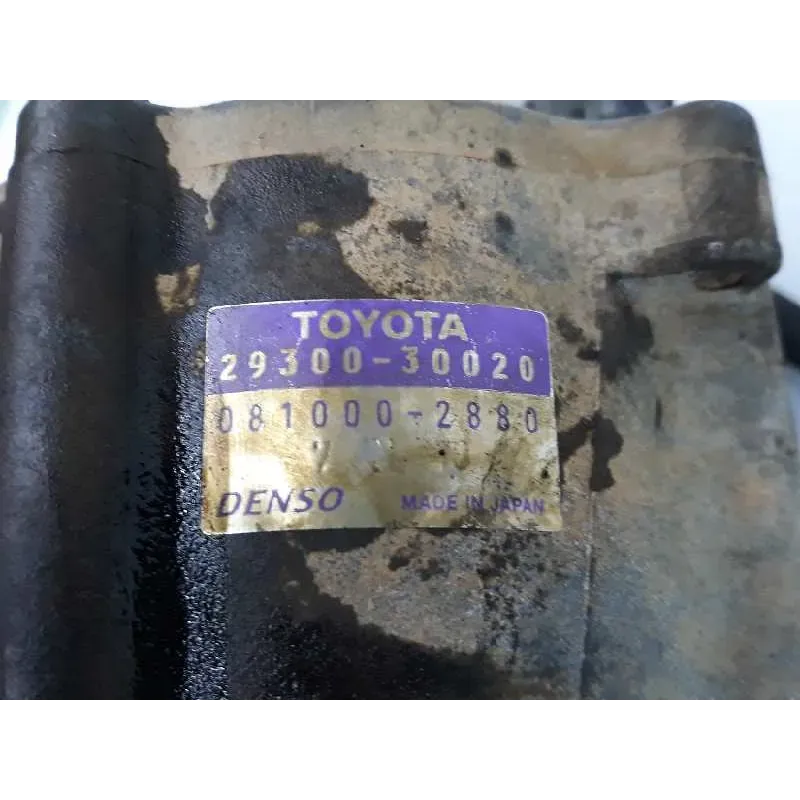 TOYOTA
29300-30020
081000-2880
DENSO MADE IN JAPAN